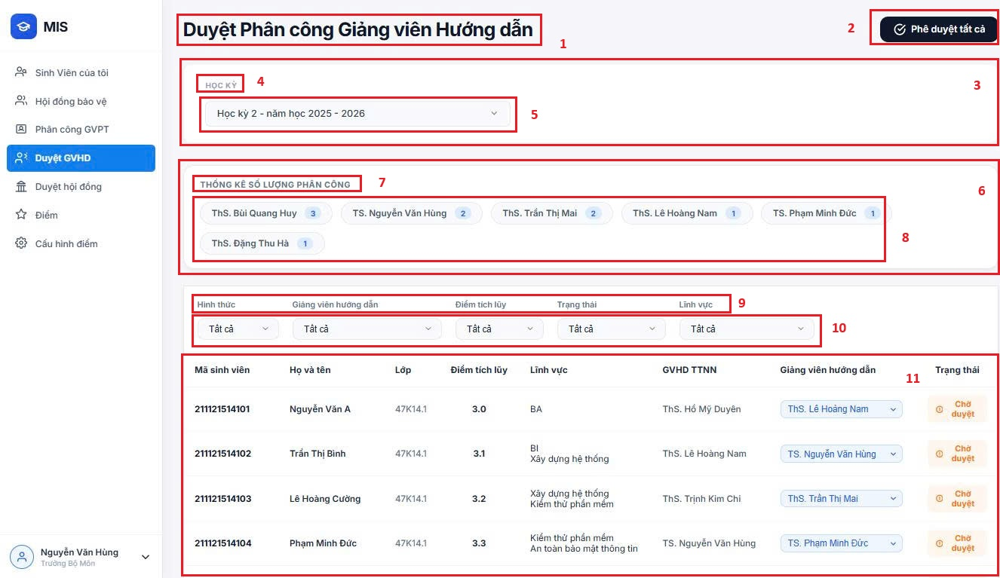 MIS
Sinh Viên của tôi
Hội đồng bảo vệ
Phân công GVPT
Duyệt GVHD
Duyệt hội đồng
Điểm
Cấu hình điểm
Nguyễn Văn Hùng
Trưởng Bộ Môn
Duyệt Phân công Giảng viên Hướng dẫn
1
2
Phê duyệt tất cả
3
HỌC KỲ
4
Học kỳ 2 - năm học 2025 - 2026
5
6
THỐNG KÊ SỐ LƯỢNG PHÂN CÔNG
7
ThS. Bùi Quang Huy 3 TS. Nguyễn Văn Hùng 2 ThS. Trần Thị Mai 2 ThS. Lê Hoàng Nam 1 TS. Phạm Minh Đức 1
ThS. Đặng Thu Hà 1
8
Hình thức Giảng viên hướng dẫn Điểm tích lũy Trạng thái Lĩnh vực
9
Tất cả Tất cả Tất cả Tất cả Tất cả
10
Mã sinh viên Họ và tên Lớp Điểm tích lũy Lĩnh vực GVHD TTNN Giảng viên hướng dẫn Trạng thái
11
211121514101 Nguyễn Văn A 47K14.1 3.0 BA ThS. Hồ Mỹ Duyên ThS. Lê Hoàng Nam Chờ duyệt
211121514102 Trần Thị Bình 47K14.1 3.1 BI Xây dựng hệ thống ThS. Lê Hoàng Nam TS. Nguyễn Văn Hùng Chờ duyệt
211121514103 Lê Hoàng Cường 47K14.1 3.2 Xây dựng hệ thống Kiểm thử phần mềm ThS. Trịnh Kim Chi ThS. Trần Thị Mai Chờ duyệt
211121514104 Phạm Minh Đức 47K14.1 3.3 Kiểm thử phần mềm An toàn bảo mật thông tin TS. Nguyễn Văn Hùng TS. Phạm Minh Đức Chờ duyệt